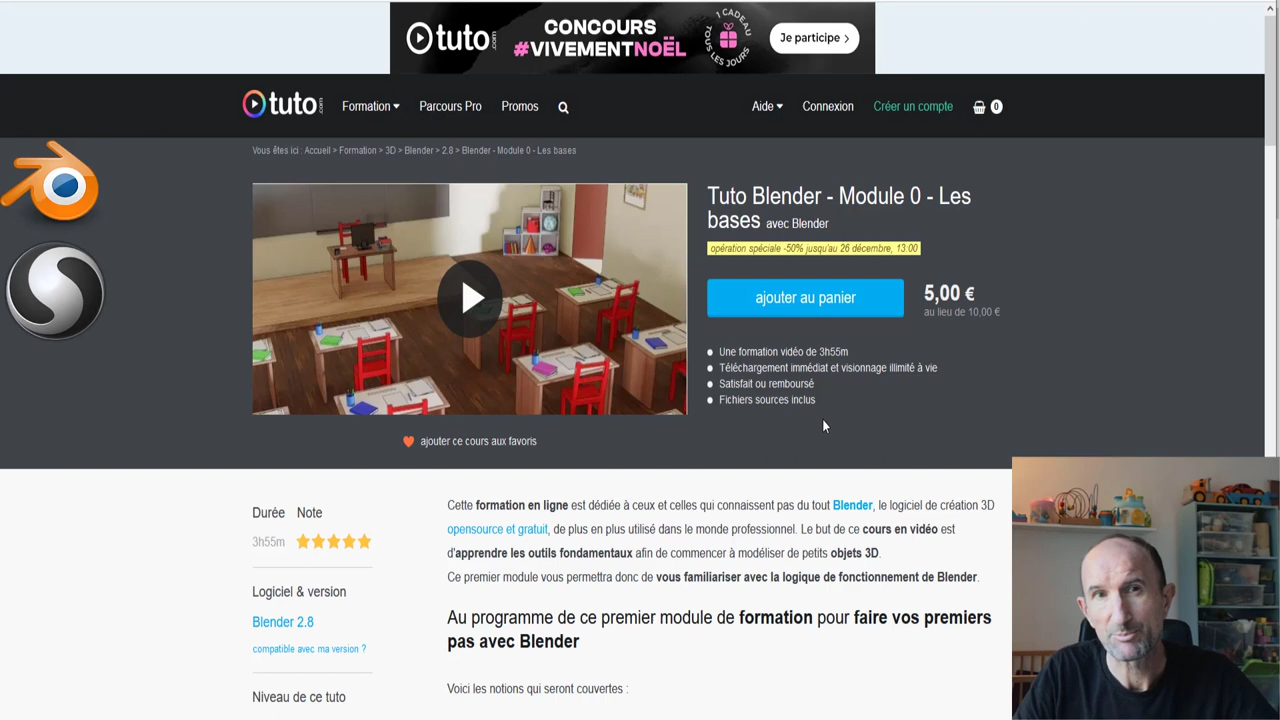 tuto.com
CONCOURS
#VIVEMENTNOËL
1 CADEAU
TOUS LES JOURS
Je participe >
tuto.com
Formation
Parcours Pro
Promos
Aide
Connexion
Créer un compte
0
Vous êtes ici : Accueil > Formation > 3D > Blender > 2.8 > Blender - Module 0 - Les bases
Tuto Blender - Module 0 - Les
bases avec Blender
opération spéciale -50% jusqu'au 26 décembre, 13:00
ajouter au panier
5,00 €
au lieu de 10,00 €
Une formation vidéo de 3h55m
Téléchargement immédiat et visionnage illimité à vie
Satisfait ou remboursé
Fichiers sources inclus
ajouter ce cours aux favoris
Durée Note
3h55m
Logiciel & version
Blender 2.8
compatible avec ma version ?
Niveau de ce tuto
Cette formation en ligne est dédiée à ceux et celles qui connaissent pas du tout Blender, le logiciel de création 3D
opensource et gratuit, de plus en plus utilisé dans le monde professionnel. Le but de ce cours en vidéo est
d'apprendre les outils fondamentaux afin de commencer à modéliser de petits objets 3D.
Ce premier module vous permettra donc de vous familiariser avec la logique de fonctionnement de Blender.
Au programme de ce premier module de formation pour faire vos premiers
pas avec Blender
Voici les notions qui seront couvertes :